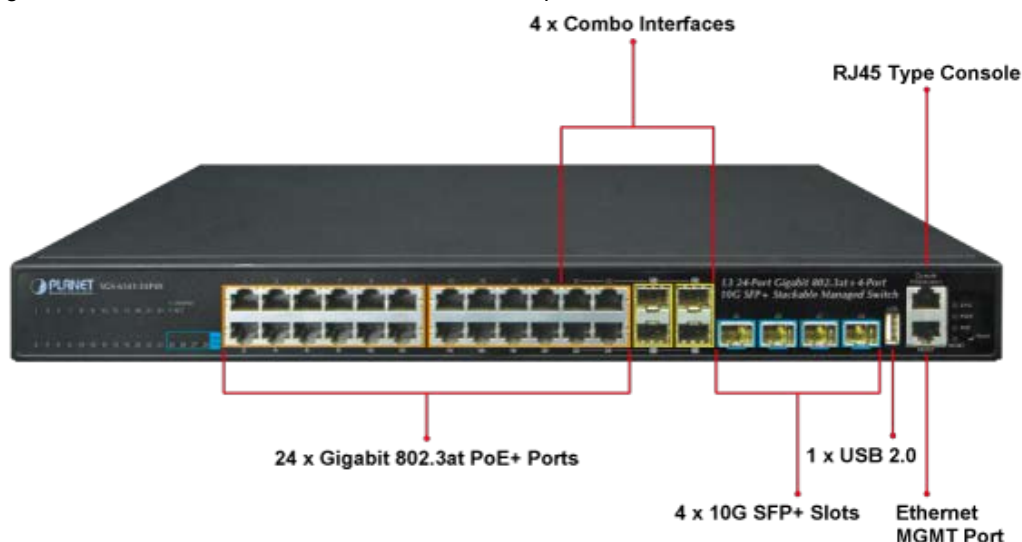 4 x Combo Interfaces
RJ45 Type Console
PLANET
L3 24-Port Gigabit 802.3at + 4-Port
10G SFP+ Stackable Managed Switch
24 x Gigabit 802.3at PoE+ Ports
1 x USB 2.0
4 x 10G SFP+ Slots
Ethernet
MGMT Port